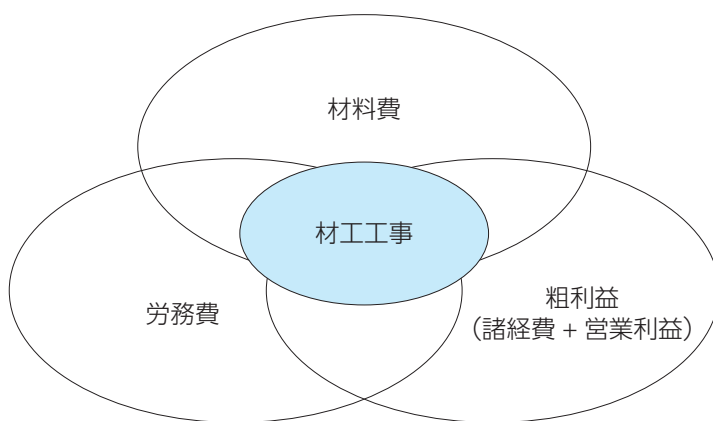 材料費
材工工事
労務費
粗利益
（諸経費 + 営業利益）